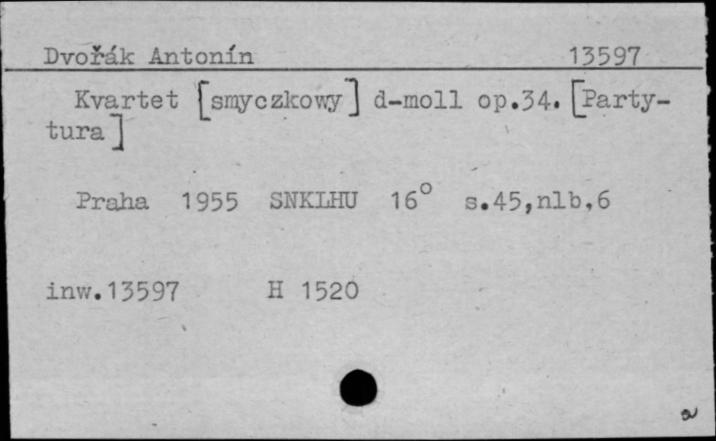 Dvořák Antonín 13597
Kvartet [smyczkowy] d-moll op.34. [Party-
tura]
Praha 1955 SNKLHU 16° s.45,nlb.6
inw.13597 H 1520